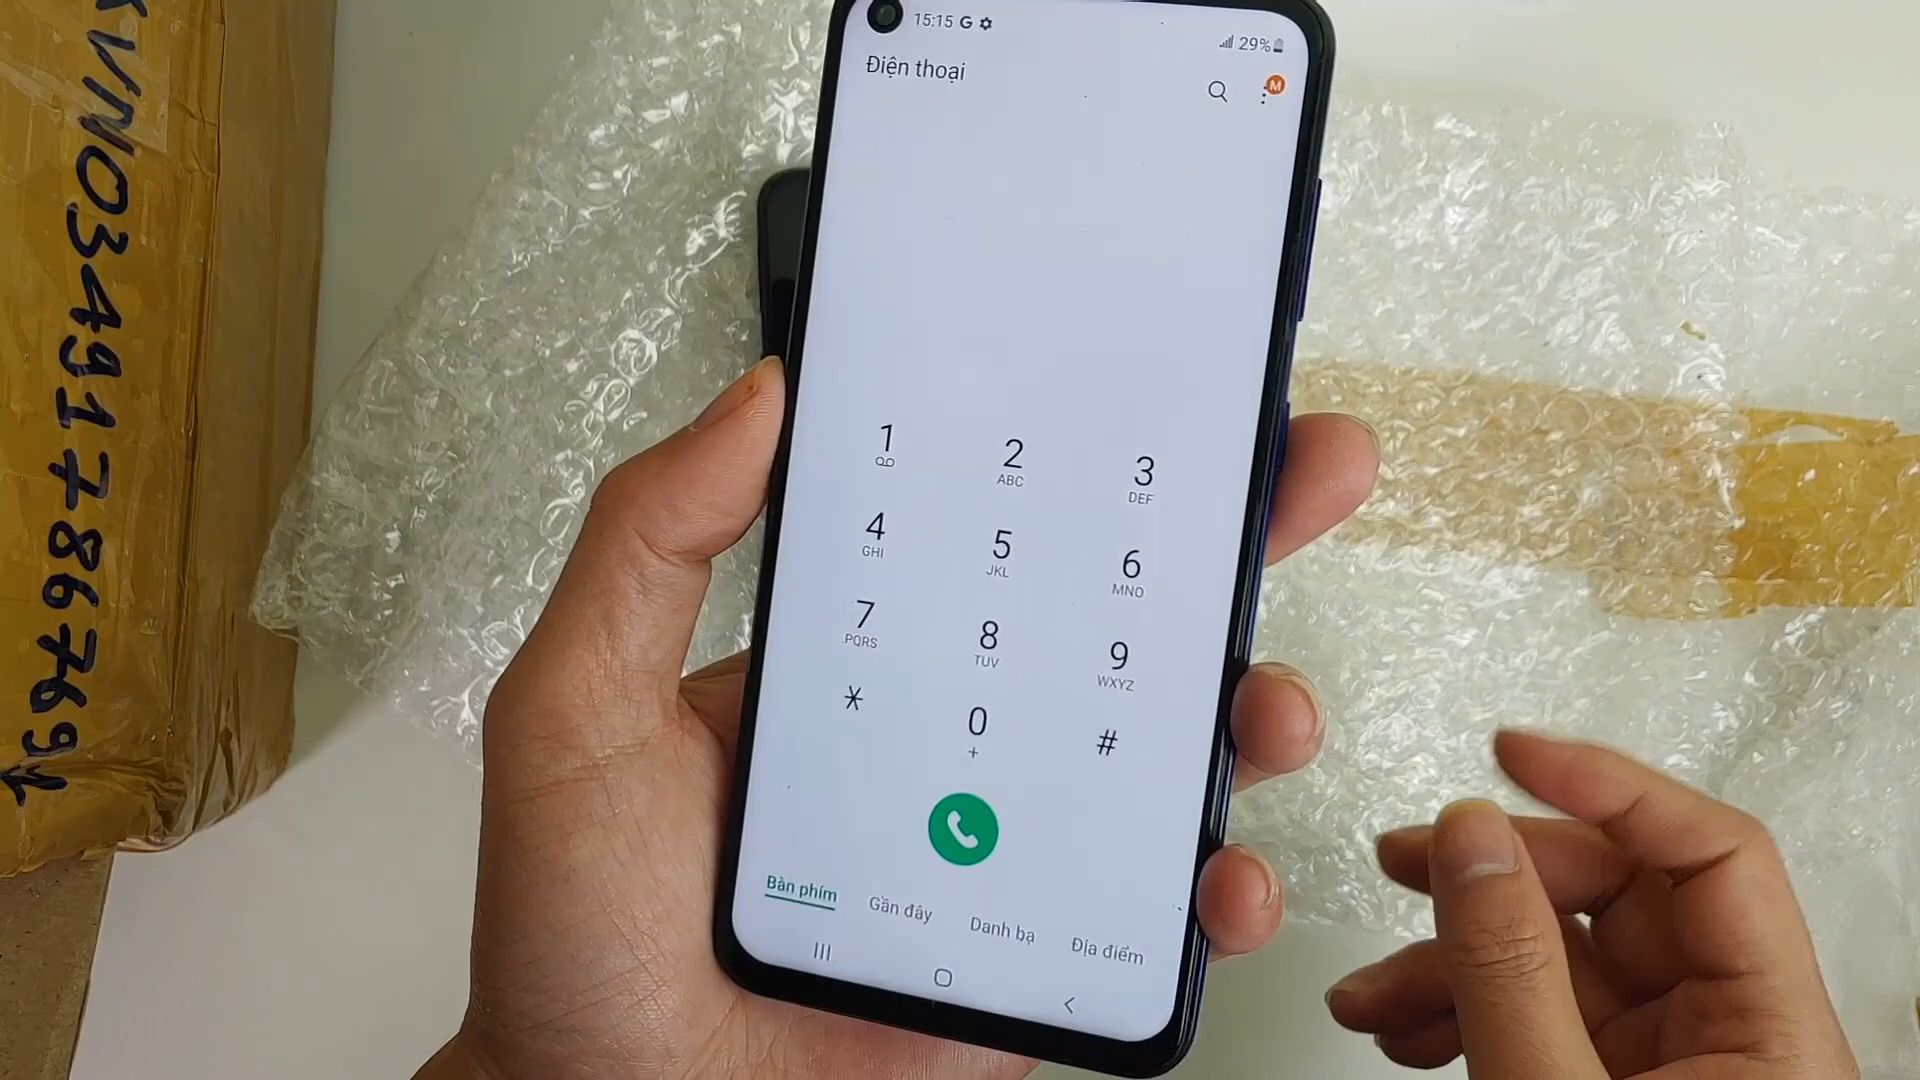 KVN034917867691
15:15 G
29%
Điện thoại
M
1
2
ABC
3
DEF
4
GHI
5
JKL
6
MNO
7
PQRS
8
TUV
9
WXYZ
*
0
+
#
Bàn phím
Gần đây
Danh bạ
Địa điểm